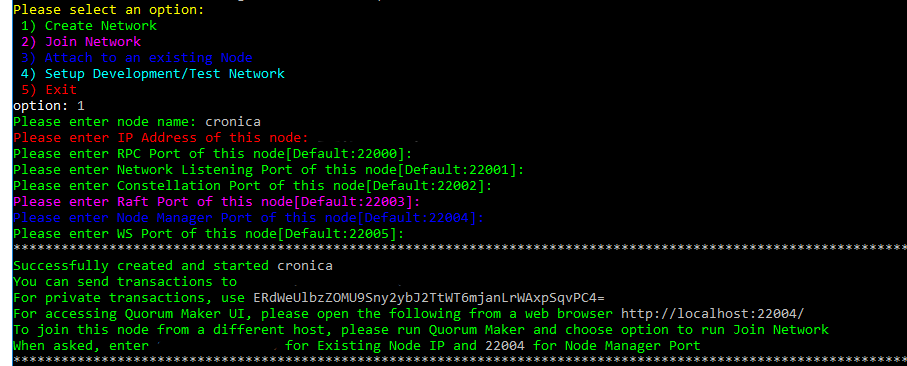 Please select an option:
1) Create Network
2) Join Network
3) Attach to an existing Node
4) Setup Development/Test Network
5) Exit
option: 1
Please enter node name: cronica
Please enter IP Address of this node:
Please enter RPC Port of this node[Default:22000]:
Please enter Network Listening Port of this node[Default:22001]:
Please enter Constellation Port of this node[Default:22002]:
Please enter Raft Port of this node[Default:22003]:
Please enter Node Manager Port of this node[Default:22004]:
Please enter WS Port of this node[Default:22005]:
****************************************************************************************************************
Successfully created and started cronica
You can send transactions to
For private transactions, use ERdWeUlbzZOMU9Sny2ybJ2TtWT6mjanLrWAxpSqvPC4=
For accessing Quorum Maker UI, please open the following from a web browser http://localhost:22004/
To join this node from a different host, please run Quorum Maker and choose option to run Join Network
When asked, enter for Existing Node IP and 22004 for Node Manager Port
****************************************************************************************************************